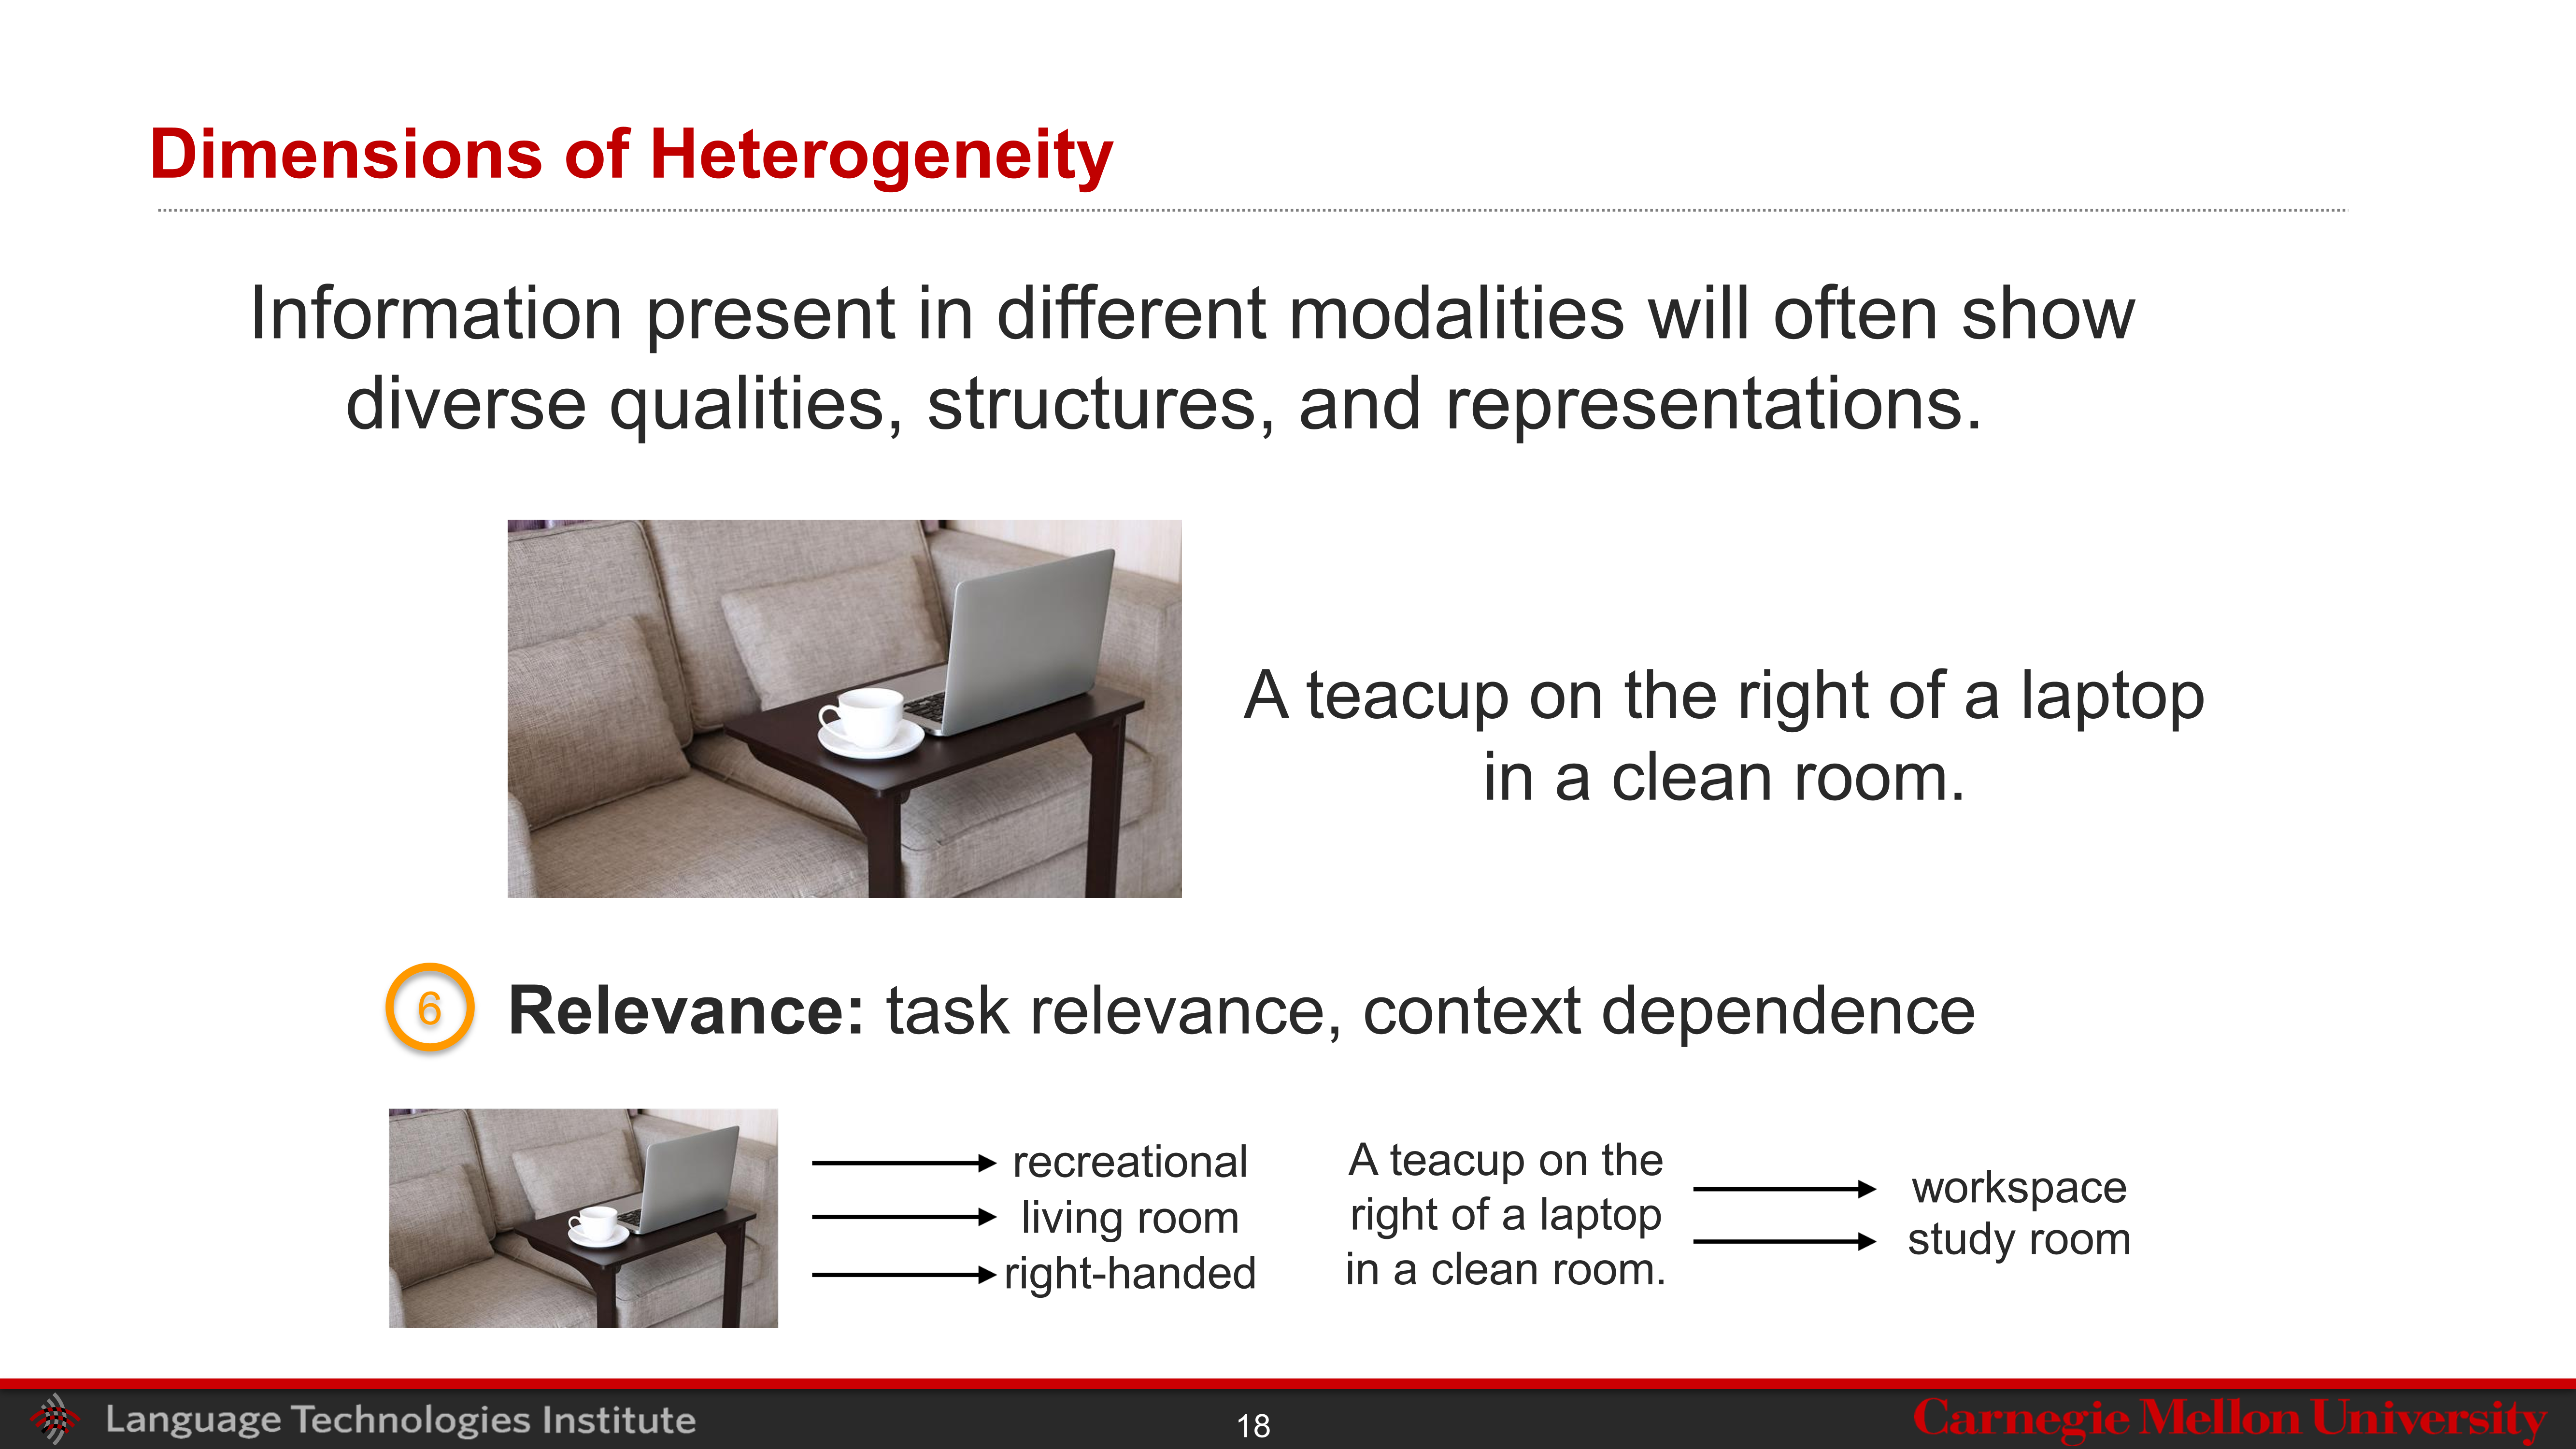 Dimensions of Heterogeneity
Information present in different modalities will often show
diverse qualities, structures, and representations.
A teacup on the right of a laptop
in a clean room.
6 Relevance: task relevance, context dependence
recreational
living room
right-handed
A teacup on the
right of a laptop
in a clean room.
workspace
study room
Language Technologies Institute
18
Carnegie Mellon University